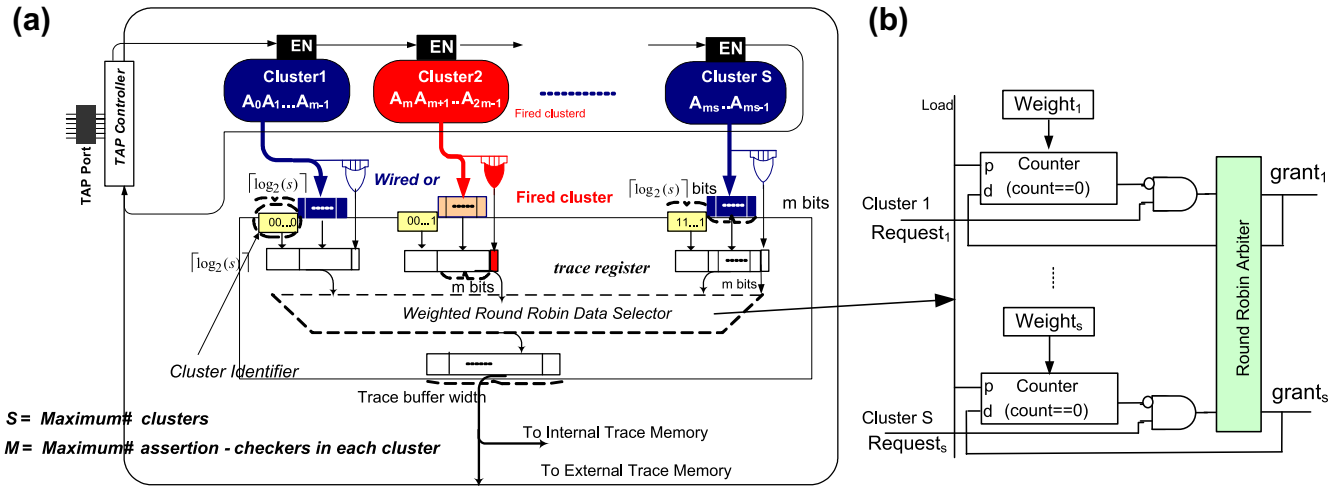 (a)
EN
EN
EN
Cluster1
A0A1...Am-1
Cluster2
AmAm+1..A2m-1
Fired clusterd
Cluster S
Ams..Ams-1
TAP Controller
TAP Port
⌈log2(s)⌉
Wired or
Fired cluster
⌈log2(s)⌉ bits
m bits
00...0
00...1
11...1
⌈log2(s)⌉
m bits
trace register
m bits
Weighted Round Robin Data Selector
Cluster Identifier
Trace buffer width
S = Maximum# clusters
M = Maximum# assertion - checkers in each cluster
To Internal Trace Memory
To External Trace Memory
(b)
Load
Weight1
p
d
Counter
(count==0)
Cluster 1
Request1
grant1
Round Robin Arbiter
Weights
p
d
Counter
(count==0)
Cluster S
Requests
grants